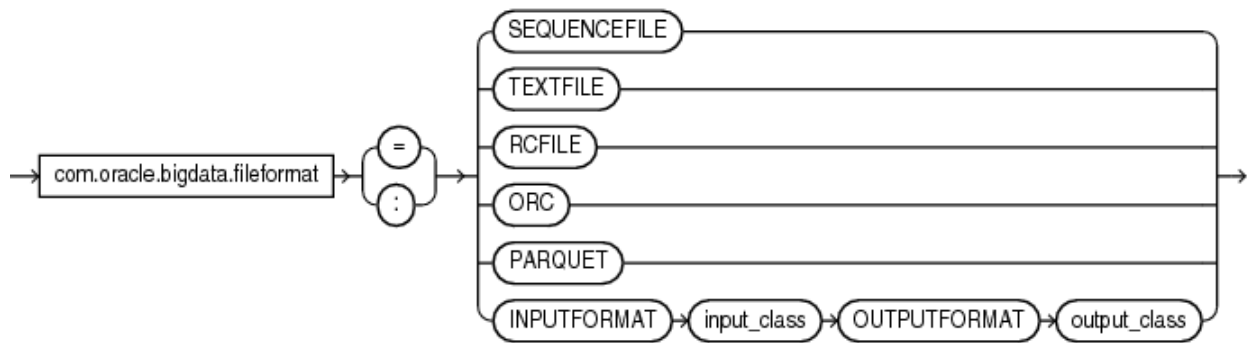 SEQUENCEFILE
TEXTFILE
=
RCFILE
com.oracle.bigdata.fileformat
:
ORC
PARQUET
INPUTFORMAT input_class OUTPUTFORMAT output_class